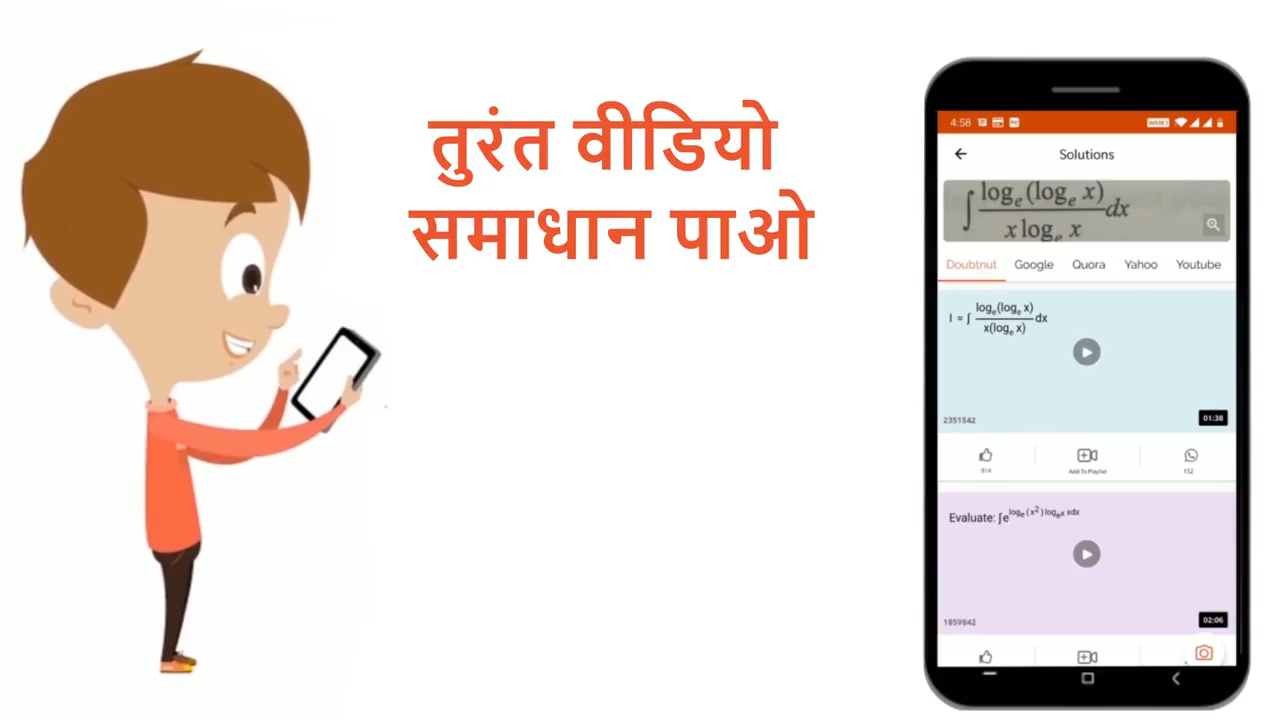 तुरंत वीडियो
समाधान पाओ
4:58
Solutions
∫ logₑ(logₑ x) / x logₑ x dx
Doubtnut Google Quora Yahoo Youtube
I = ∫ logₑ(logₑ x) / x(logₑ x) dx
2351542
01:38
914
Add To Playlist
152
Evaluate: ∫e^logₑ(x²)logₑx xdx
1859842
02:06